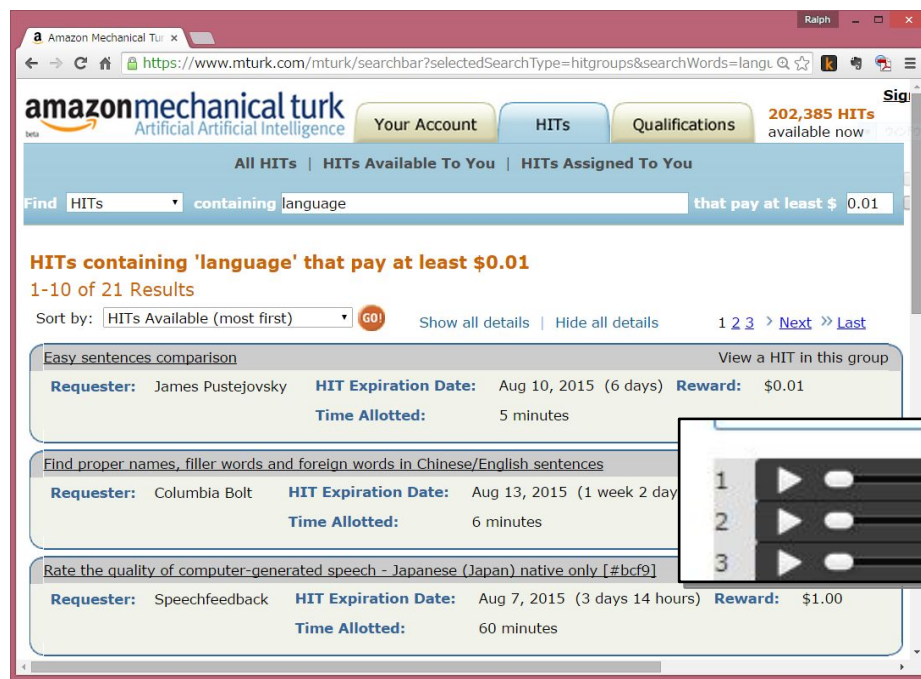 Ralph
a Amazon Mechanical Tur ×
https://www.mturk.com/mturk/searchbar?selectedSearchType=hitgroups&searchWords=langu
Sig
amazonmechanical turk
beta Artificial Artificial Intelligence
Your Account HITs Qualifications
202,385 HITs
available now
All HITs | HITs Available To You | HITs Assigned To You
Find HITs containing language that pay at least $ 0.01
HITs containing 'language' that pay at least $0.01
1-10 of 21 Results
Sort by: HITs Available (most first) GO! Show all details | Hide all details 1 2 3 › Next » Last
Easy sentences comparison View a HIT in this group
Requester: James Pustejovsky HIT Expiration Date: Aug 10, 2015 (6 days) Reward: $0.01
Time Allotted: 5 minutes
Find proper names, filler words and foreign words in Chinese/English sentences
Requester: Columbia Bolt HIT Expiration Date: Aug 13, 2015 (1 week 2 day
Time Allotted: 6 minutes
1
2
3
Rate the quality of computer-generated speech - Japanese (Japan) native only [#bcf9]
Requester: Speechfeedback HIT Expiration Date: Aug 7, 2015 (3 days 14 hours) Reward: $1.00
Time Allotted: 60 minutes